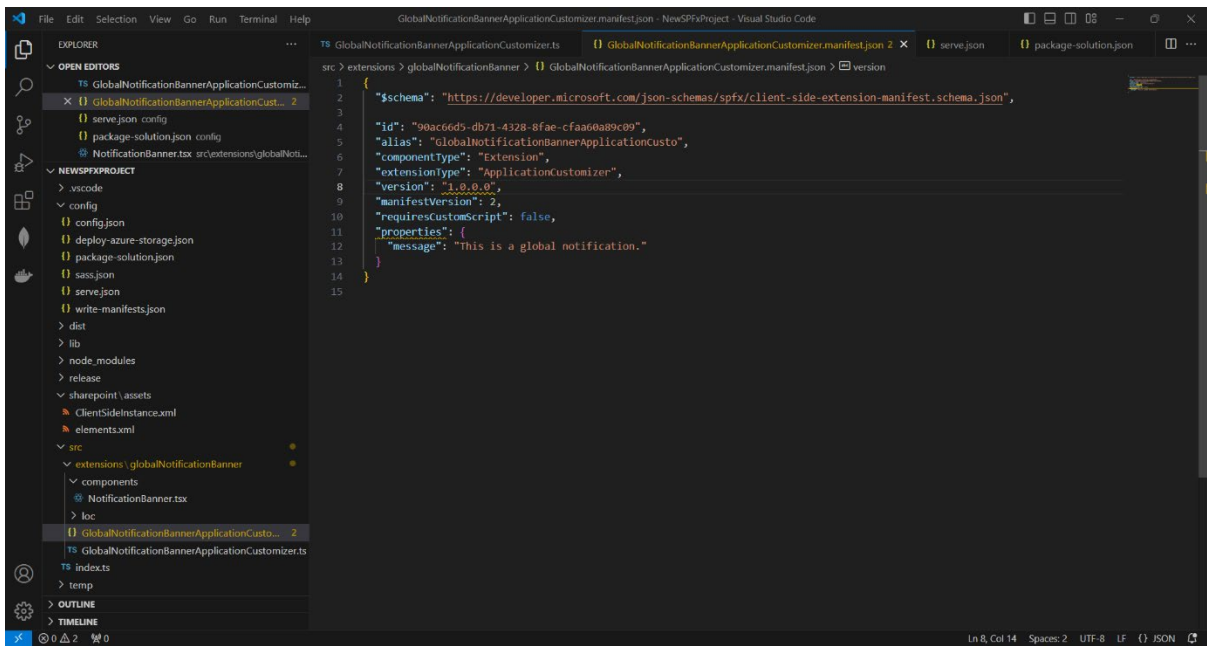 File Edit Selection View Go Run Terminal Help
GlobalNotificationBannerApplicationCustomizer.manifest.json - NewSPFxProject - Visual Studio Code
EXPLORER
OPEN EDITORS
TS GlobalNotificationBannerApplicationCustomiz...
{} GlobalNotificationBannerApplicationCust... 2
{} serve.json config
{} package-solution.json config
NotificationBanner.tsx src\extensions\globalNoti...
NEWSPFXPROJECT
.vscode
config
{} config.json
{} deploy-azure-storage.json
{} package-solution.json
{} sass.json
{} serve.json
{} write-manifests.json
dist
lib
node_modules
release
sharepoint\assets
ClientSideInstance.xml
elements.xml
src
extensions\globalNotificationBanner
components
NotificationBanner.tsx
loc
{} GlobalNotificationBannerApplicationCusto... 2
TS GlobalNotificationBannerApplicationCustomizer.ts
TS index.ts
temp
OUTLINE
TIMELINE
TS GlobalNotificationBannerApplicationCustomizer.ts {} GlobalNotificationBannerApplicationCustomizer.manifest.json 2 {} serve.json {} package-solution.json
src > extensions > globalNotificationBanner > {} GlobalNotificationBannerApplicationCustomizer.manifest.json > version
1 {
2 "$schema": "https://developer.microsoft.com/json-schemas/spfx/client-side-extension-manifest.schema.json",
3
4 "id": "90ac66d5-db71-4328-8fae-cfaa60a89c09",
5 "alias": "GlobalNotificationBannerApplicationCusto",
6 "componentType": "Extension",
7 "extensionType": "ApplicationCustomizer",
8 "version": "1.0.0.0",
9 "manifestVersion": 2,
10 "requiresCustomScript": false,
11 "properties": {
12 "message": "This is a global notification."
13 }
14 }
15
0 2 0
Ln 8, Col 14 Spaces: 2 UTF-8 LF {} JSON